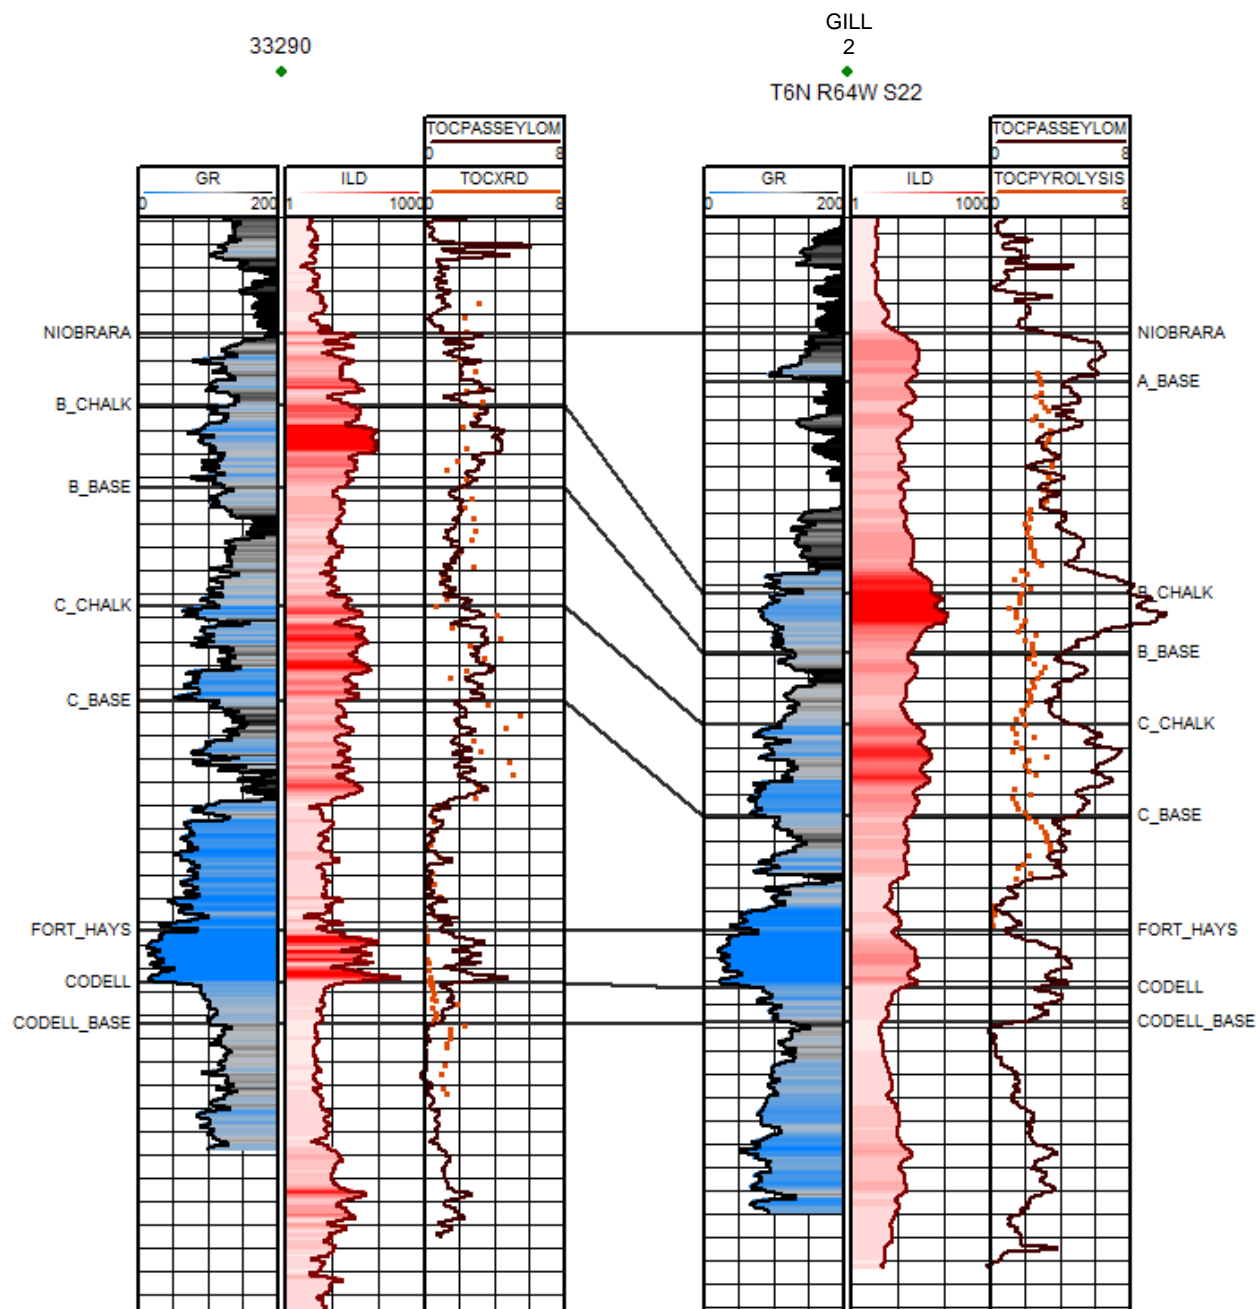 GILL
33290
2
T6N R64W S22
TOCPASSEYLOM
0 8
GR
ILD
TOCXRD
0 200
1 1000
0 8
TOCPASSEYLOM
0 8
GR
ILD
TOCPYROLYSIS
0 200
1 1000
0 8
NIOBRARA
B_CHALK
B_BASE
C_CHALK
C_BASE
FORT_HAYS
CODELL
CODELL_BASE
NIOBRARA
A_BASE
B_CHALK
B_BASE
C_CHALK
C_BASE
FORT_HAYS
CODELL
CODELL_BASE